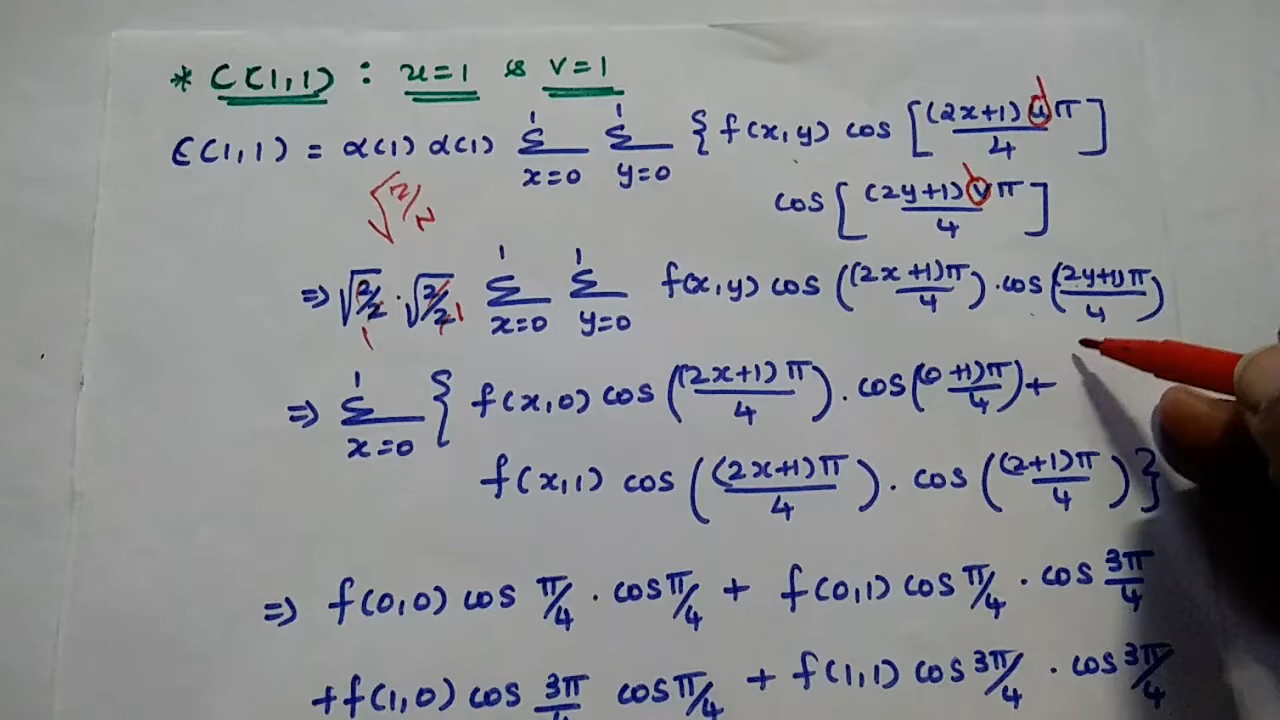 * C(1,1) : u=1 & v=1
C(1,1) = α(1) α(1) Σ_{x=0}^{1} Σ_{y=0}^{1} { f(x,y) cos [(2x+1)uπ/4]
√2/N
cos [(2y+1)vπ/4]
⇒ √2/2 · √2/2 Σ_{x=0}^{1} Σ_{y=0}^{1} f(x,y) cos ((2x+1)π/4) · cos ((2y+1)π/4)
⇒ Σ_{x=0}^{1} { f(x,0) cos ((2x+1)π/4) · cos ((0+1)π/4) +
f(x,1) cos ((2x+1)π/4) · cos ((2+1)π/4) }
⇒ f(0,0) cos π/4 · cos π/4 + f(0,1) cos π/4 · cos 3π/4
+ f(1,0) cos 3π/4 cos π/4 + f(1,1) cos 3π/4 · cos 3π/4